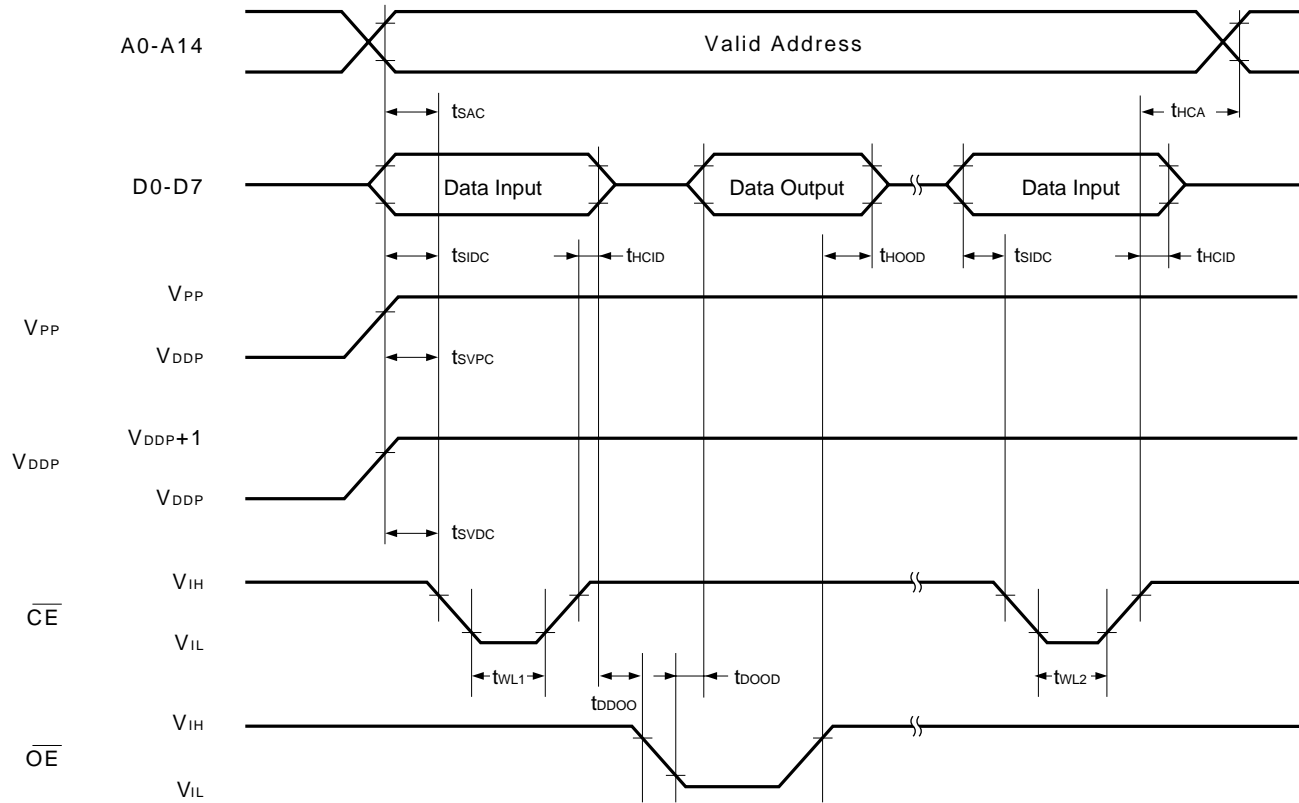 A0-A14
Valid Address
tSAC
tHCA
D0-D7
Data Input
Data Output
Data Input
tSIDC
tHCID
tHOOD
tSIDC
tHCID
VPP
VPP
VDDP
tSVPC
VDDP+1
VDDP
VDDP
tSVDC
VIH
CE
VIL
tWL1
tDDOO
tDOOD
tWL2
VIH
OE
VIL